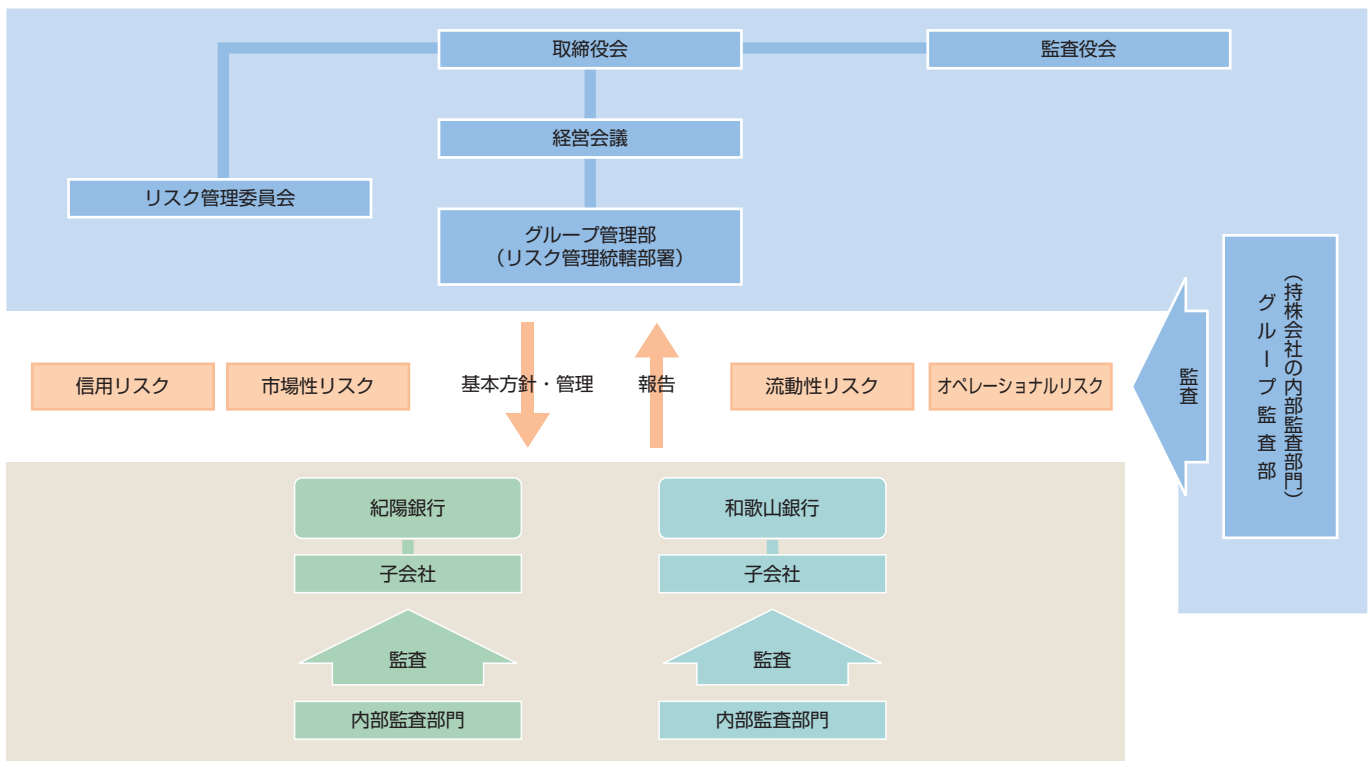 取締役会
監査役会
経営会議
リスク管理委員会
グループ管理部
（リスク管理統轄部署）
グループ監査部
（持株会社の内部監査部門）
監査
信用リスク
市場性リスク
基本方針・管理
報告
流動性リスク
オペレーショナルリスク
紀陽銀行
和歌山銀行
子会社
子会社
監査
監査
内部監査部門
内部監査部門